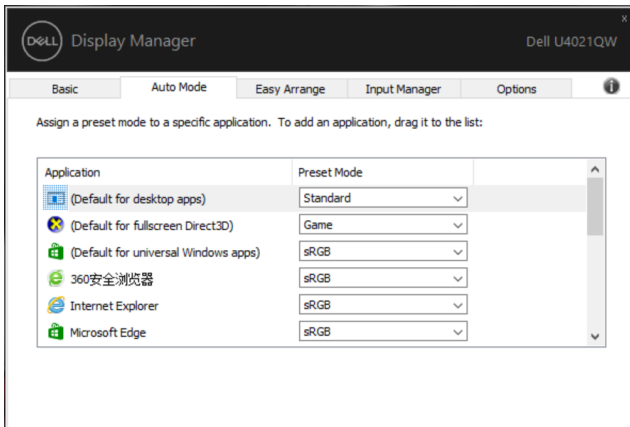 DELL Display Manager
Dell U4021QW
x
Basic Auto Mode Easy Arrange Input Manager Options
Assign a preset mode to a specific application. To add an application, drag it to the list:
Application Preset Mode
(Default for desktop apps) Standard
(Default for fullscreen Direct3D) Game
(Default for universal Windows apps) sRGB
360安全浏览器 sRGB
Internet Explorer sRGB
Microsoft Edge sRGB